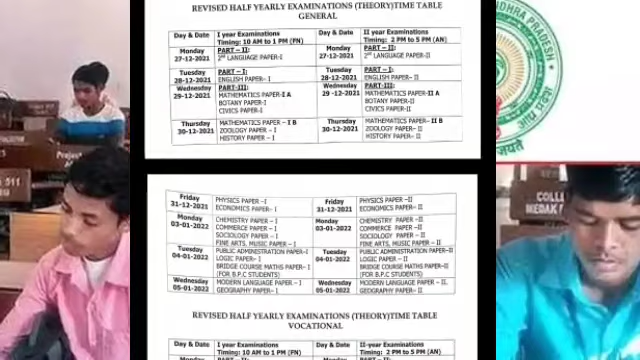 REVISED HALF YEARLY EXAMINATIONS (THEORY)TIME TABLE
GENERAL
Day & Date I year Examinations Timing: 10 AM to 1 PM (FN) Day & Date II year Examinations Timing: 2 PM to 5 PM (AN)
Monday 27-12-2021 PART – II: 2nd LANGUAGE PAPER-I Monday 27-12-2021 PART – II: 2nd LANGUAGE PAPER-II
Tuesday 28-12-2021 PART – I: ENGLISH PAPER- I Tuesday 28-12-2021 PART – I: ENGLISH PAPER– II
Wednesday 29-12-2021 PART-III: MATHEMATICS PAPER-I A Wednesday 29 -12-2021 PART-III: MATHEMATICS PAPER-II A
BOTANY PAPER-I BOTANY PAPER-II
CIVICS PAPER-I CIVICS PAPER-II
Thursday 30-12-2021 MATHEMATICS PAPER – I B Thursday 30-12-2021 MATHEMATICS PAPER– II B
ZOOLOGY PAPER – I ZOOLOGY PAPER – II
HISTORY PAPER – I HISTORY PAPER– II
Friday 31-12-2021 PHYSICS PAPER –I Friday 31-12-2021 PHYSICS PAPER –II
ECONOMICS PAPER– I ECONOMICS PAPER– II
Monday 03-01-2022 CHEMISTRY PAPER – I Monday 03-01-2022 CHEMISTRY PAPER – II
COMMERCE PAPER – I COMMERCE PAPER – II
SOCIOLOGY PAPER – I SOCIOLOGY PAPER – II
FINE ARTS, MUSIC PAPER – I FINE ARTS, MUSIC PAPER – II
Tuesday 04-01-2022 PUBLIC ADMINISTRATION PAPER-I Tuesday 04-01-2022 PUBLIC ADMINISTRATION PAPER-II
LOGIC PAPER – I LOGIC PAPER – II
BRIDGE COURSE MATHS PAPER– I BRIDGE COURSE MATHS PAPER–II
(FOR B.P.C STUDENTS) (FOR B.P.C STUDENTS)
Wednesday 05-01-2022 MODERN LANGUAGE PAPER – I Wednesday 05-01-2022 MODERN LANGUAGE PAPER – II.
GEOGRAPHY PAPER– I GEOGRAPHY PAPER – II
REVISED HALF YEARLY EXAMINATIONS (THEORY)TIME TABLE
VOCATIONAL
Day & Date I year Examinations Timing: 10 AM to 1 PM (FN) Day & Date II-year Examinations Timing: 2 PM to 5 PM (AN)
PRADESH
511
COLL
MEDAK